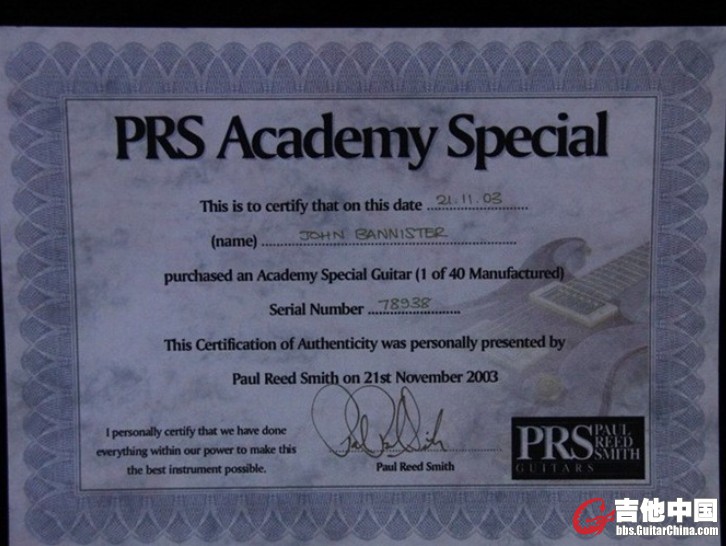 PRS Academy Special
This is to certify that on this date 21.11.03
(name) JOHN BANNISTER
purchased an Academy Special Guitar (1 of 40 Manufactured)
Serial Number 78938
This Certification of Authenticity was personally presented by
Paul Reed Smith on 21st November 2003
I personally certify that we have done
everything within our power to make this
the best instrument possible.
Paul Reed Smith
PRS PAUL REED SMITH
GUITARS
吉他中国
bbs.GuitarChina.com